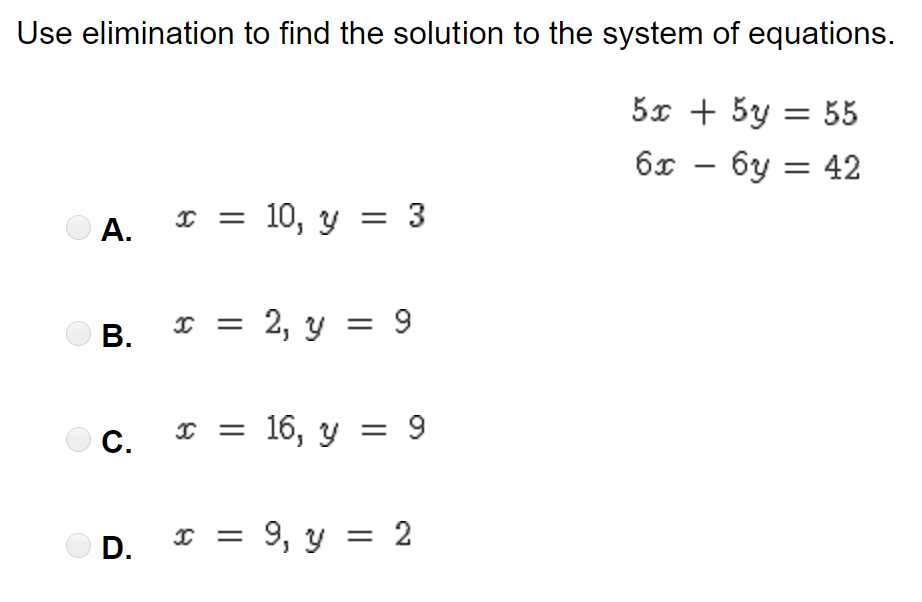 Use elimination to find the solution to the system of equations.
5x + 5y = 55
6x − 6y = 42
A. x = 10, y = 3
B. x = 2, y = 9
C. x = 16, y = 9
D. x = 9, y = 2